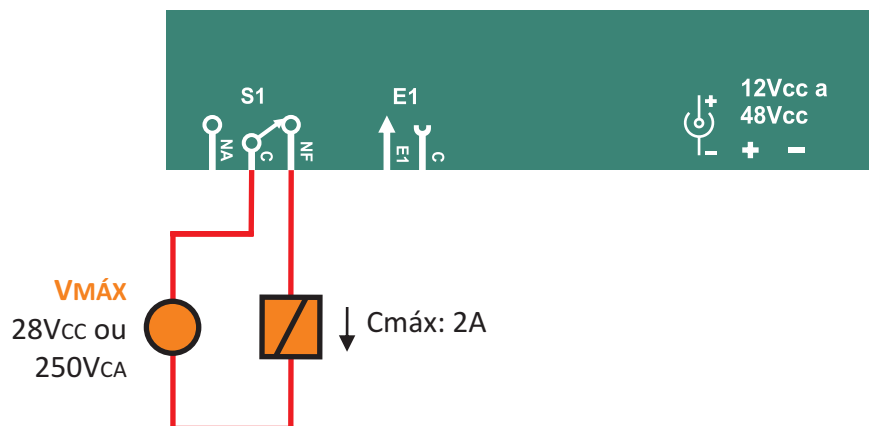 S1
NA
C
NF
E1
E1
C
+
-
12Vcc a
48Vcc
+ -
VMÁX
28VCC ou
250VCA
Cmáx: 2A